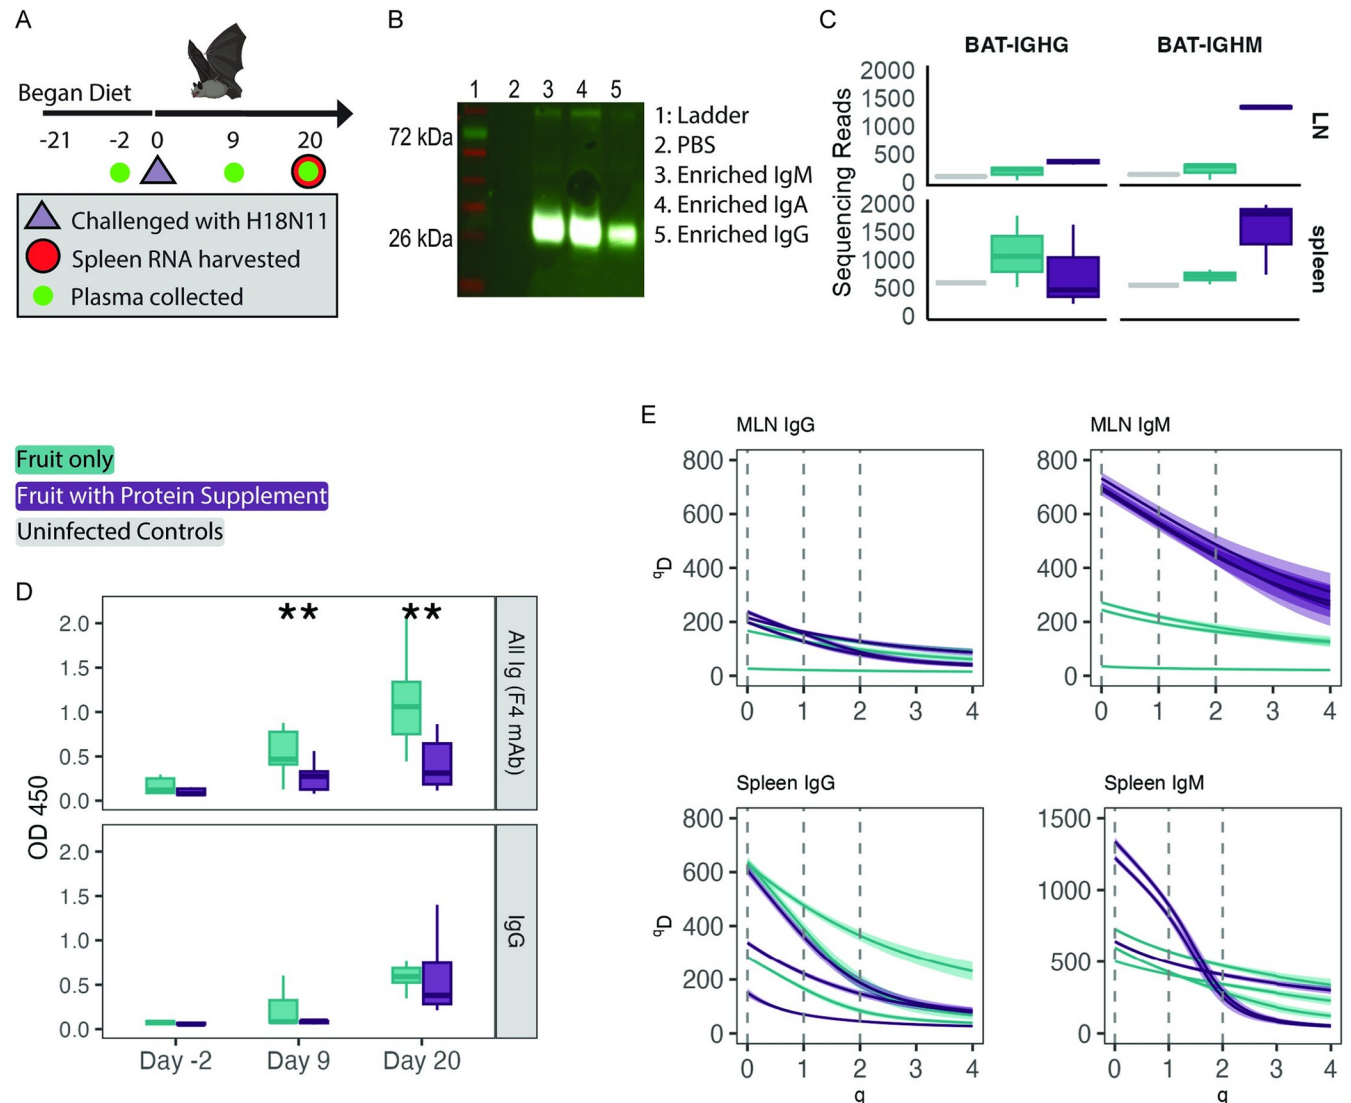 A
Began Diet
-21 -2 0 9 20
Challenged with H18N11
Spleen RNA harvested
Plasma collected
B
1 2 3 4 5
72 kDa
26 kDa
1: Ladder
2. PBS
3. Enriched IgM
4. Enriched IgA
5. Enriched IgG
C
BAT-IGHG BAT-IGHM
Sequencing Reads
2000
1500
1000
500
0
LN
2000
1500
1000
500
0
spleen
Fruit only
Fruit with Protein Supplement
Uninfected Controls
D
OD 450
2.0
1.5
1.0
0.5
0.0
** **
All Ig (F4 mAb)
2.0
1.5
1.0
0.5
0.0
IgG
Day -2 Day 9 Day 20
E
MLN IgG
800
600
400
200
0
qD
0 1 2 3 4
MLN IgM
800
600
400
200
0
0 1 2 3 4
Spleen IgG
800
600
400
200
0
qD
0 1 2 3 4
q
Spleen IgM
1500
1000
500
0
0 1 2 3 4
q